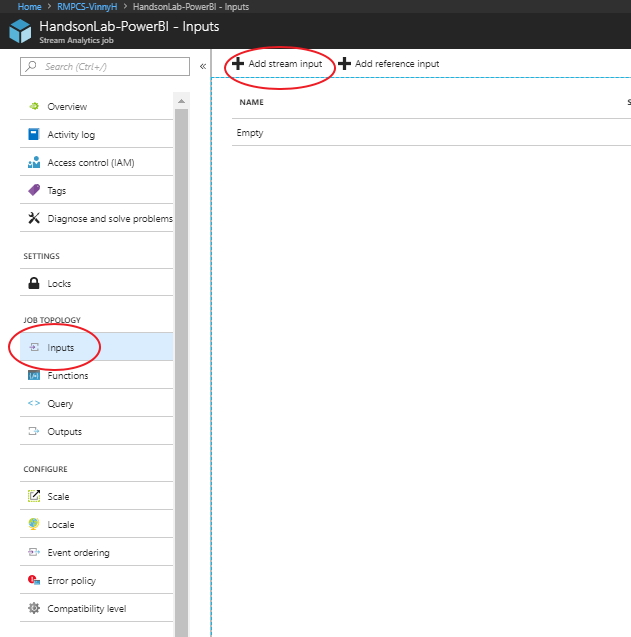 Home > RMPCS-VinnyH > HandsonLab-PowerBI - Inputs
HandsonLab-PowerBI - Inputs
Stream Analytics job
Search (Ctrl+/)
«
Add stream input
Add reference input
NAME
S
Empty
Overview
Activity log
Access control (IAM)
Tags
Diagnose and solve problems
SETTINGS
Locks
JOB TOPOLOGY
Inputs
Functions
Query
Outputs
CONFIGURE
Scale
Locale
Event ordering
Error policy
Compatibility level